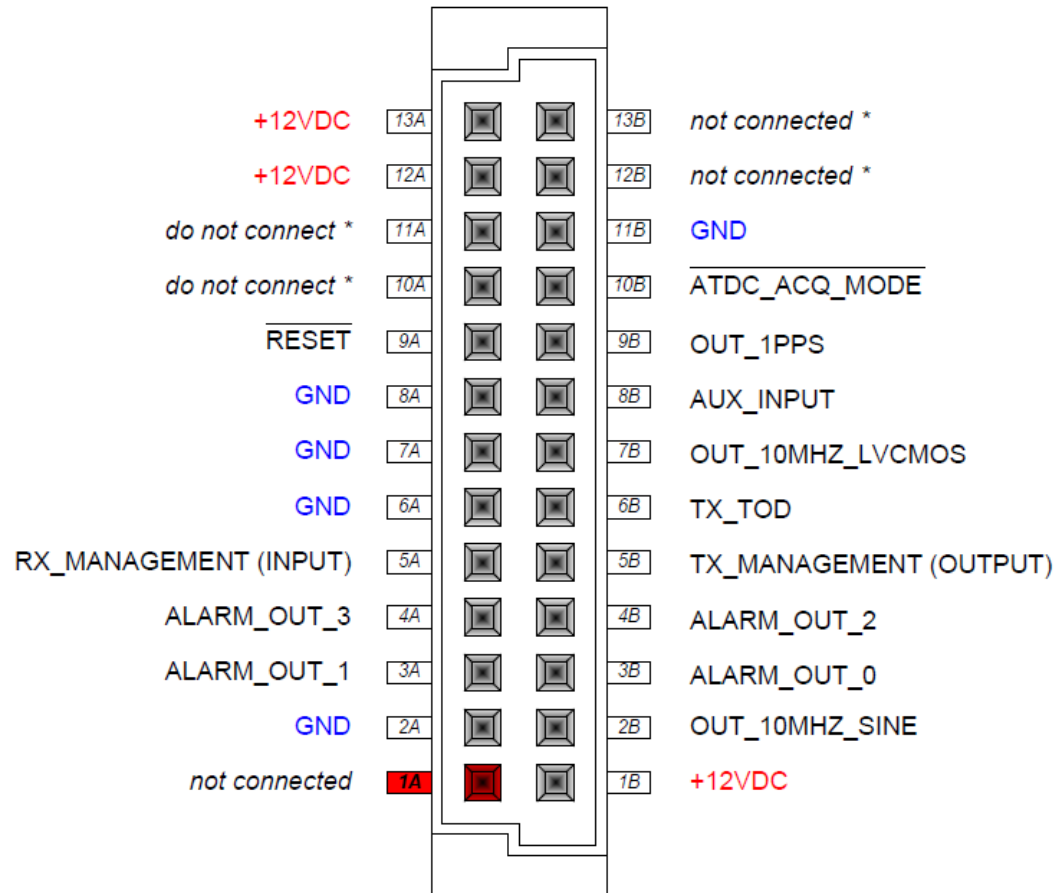 +12VDC 13A 13B not connected *
+12VDC 12A 12B not connected *
do not connect * 11A 11B GND
do not connect * 10A 10B ATDC_ACQ_MODE
RESET 9A 9B OUT_1PPS
GND 8A 8B AUX_INPUT
GND 7A 7B OUT_10MHZ_LVCMOS
GND 6A 6B TX_TOD
RX_MANAGEMENT (INPUT) 5A 5B TX_MANAGEMENT (OUTPUT)
ALARM_OUT_3 4A 4B ALARM_OUT_2
ALARM_OUT_1 3A 3B ALARM_OUT_0
GND 2A 2B OUT_10MHZ_SINE
not connected 1A 1B +12VDC